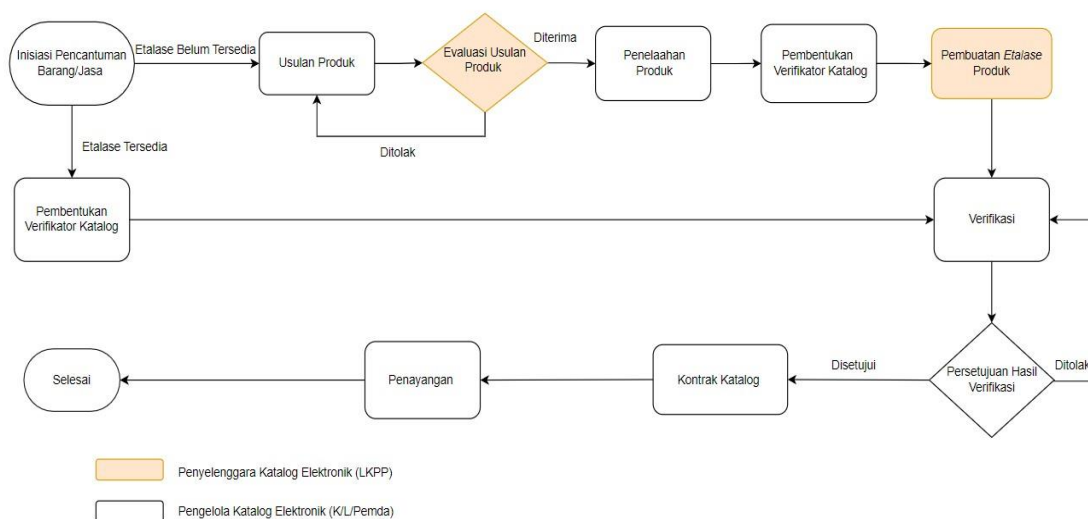 Inisiasi Pencantuman
Barang/Jasa
Etalase Belum Tersedia
Usulan Produk
Evaluasi Usulan
Produk
Diterima
Penelaahan
Produk
Pembentukan
Verifikator Katalog
Pembuatan Etalase
Produk
Ditolak
Etalase Tersedia
Pembentukan
Verifikator Katalog
Verifikasi
Selesai
Penayangan
Kontrak Katalog
Disetujui
Persetujuan Hasil
Verifikasi
Ditolak
Penyelenggara Katalog Elektronik (LKPP)
Pengelola Katalog Elektronik (K/L/Pemda)